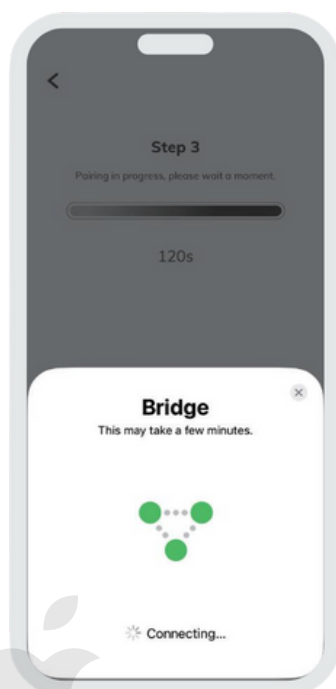 Step 3
Pairing in progress, please wait a moment.
120s
Bridge
This may take a few minutes.
Connecting...